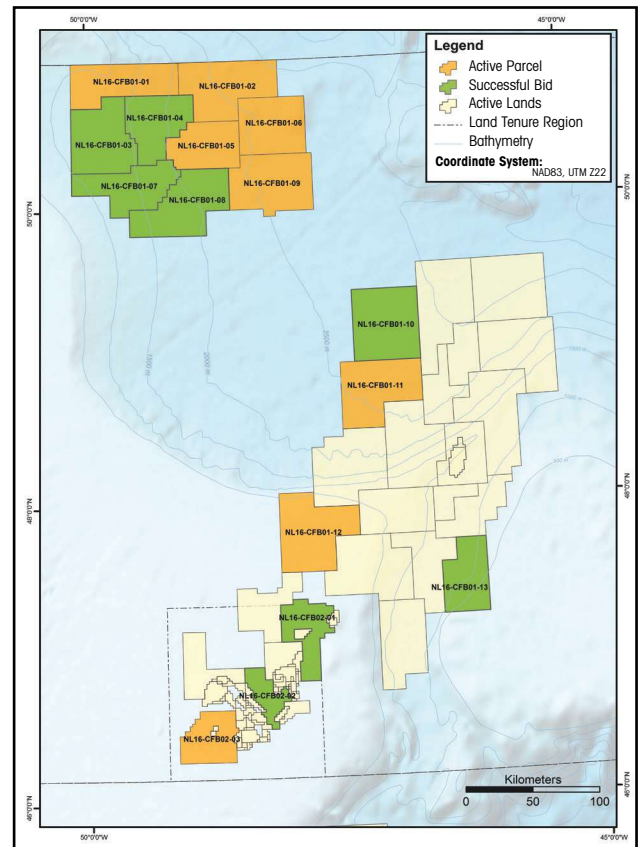 50°0'0"W
45°0'0"W
Legend
Active Parcel
Successful Bid
Active Lands
Land Tenure Region
Bathymetry
Coordinate System:
NAD83, UTM Z22
NL16-CFB01-01
NL16-CFB01-02
NL16-CFB01-04
NL16-CFB01-06
NL16-CFB01-03
NL16-CFB01-05
NL16-CFB01-07
NL16-CFB01-09
NL16-CFB01-08
50°0'0"N
50°0'0"N
NL16-CFB01-10
1500 m
2000 m
2500 m
NL16-CFB01-11
48°0'0"N
48°0'0"N
NL16-CFB01-12
NL16-CFB01-13
NL16-CFB02-01
NL16-CFB02-02
NL16-CFB02-03
Kilometers
0 50 100
46°0'0"N
46°0'0"N
50°0'0"W
45°0'0"W